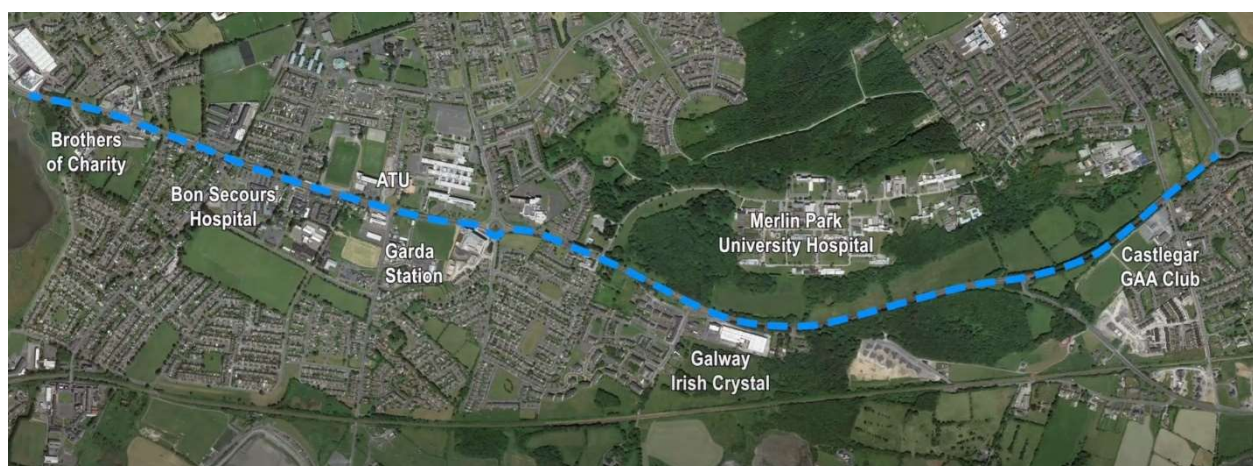 Brothers
of Charity
Bon Secours
Hospital
ATU
Garda
Station
Merlin Park
University Hospital
Galway
Irish Crystal
Castlegar
GAA Club